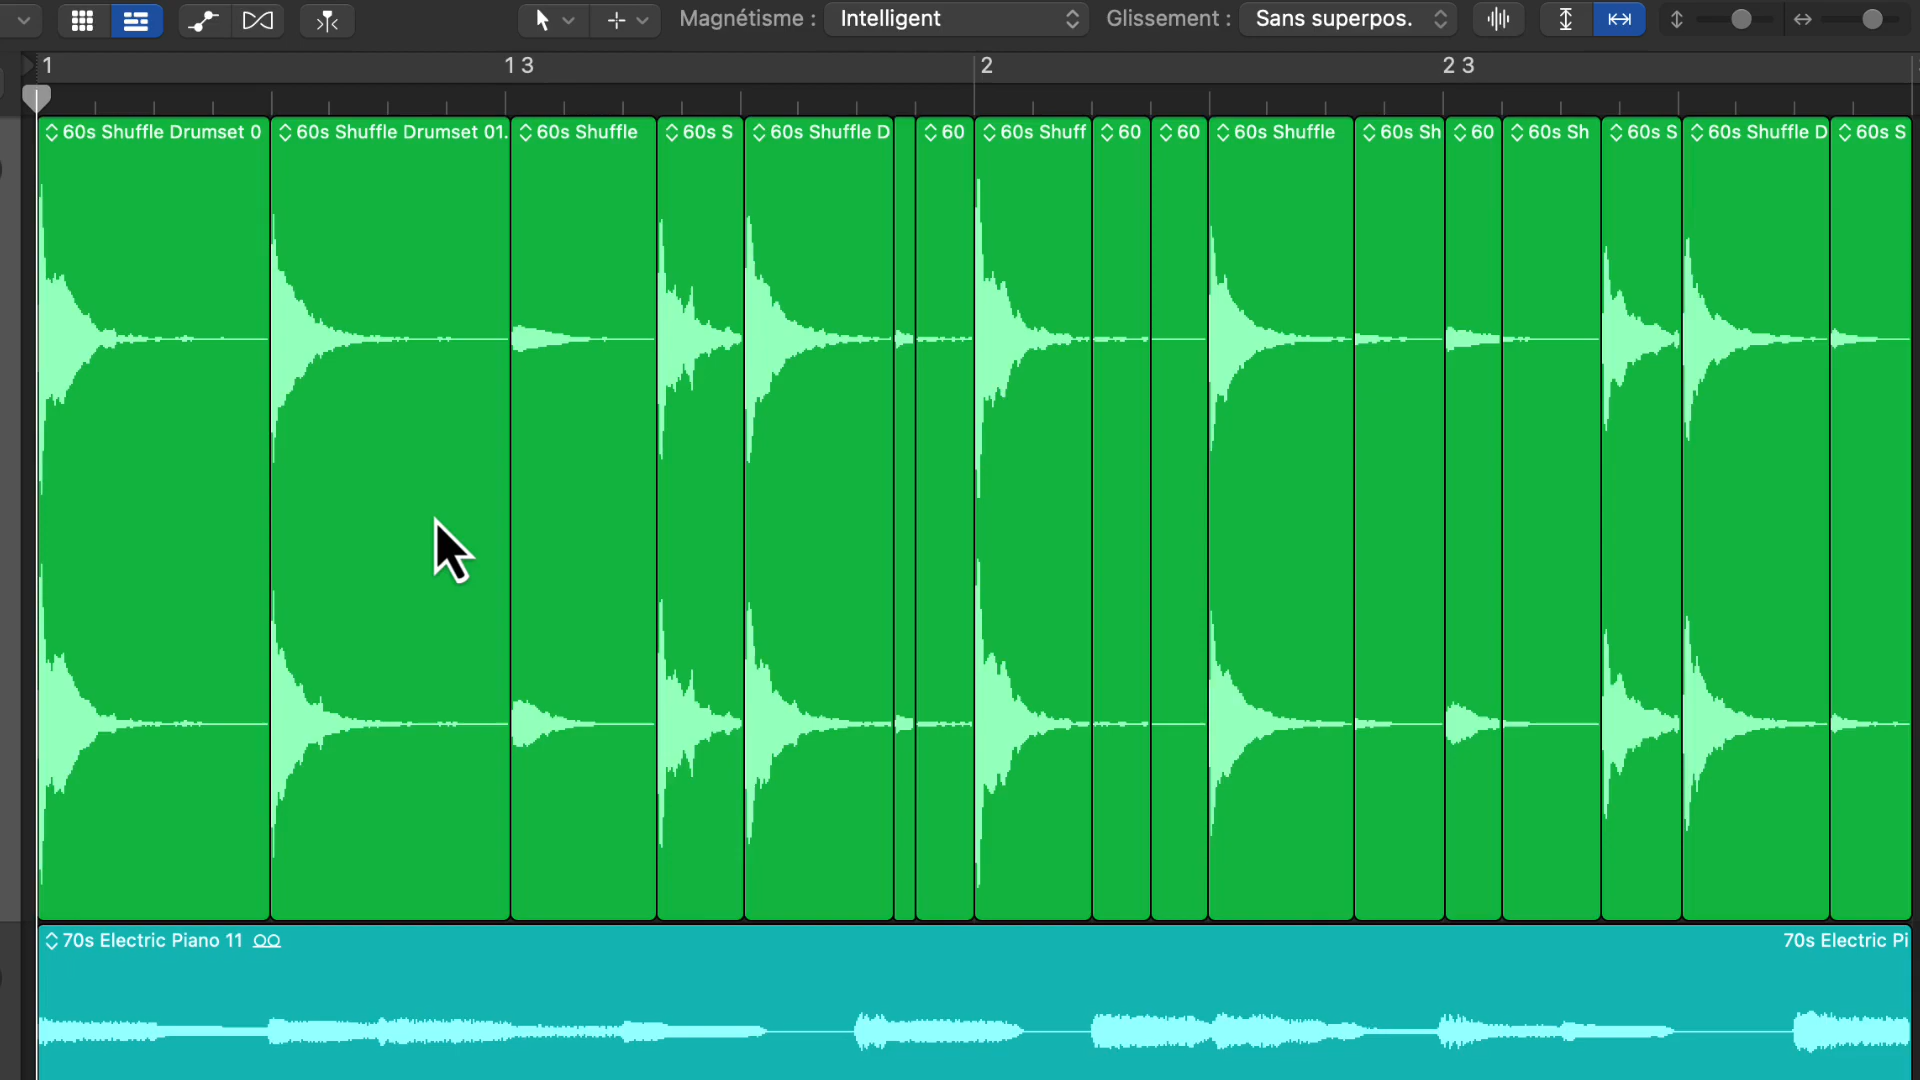 Magnétisme : Intelligent Glissement : Sans superpos.
1 1 3 2 2 3
60s Shuffle Drumset 0 60s Shuffle Drumset 01. 60s Shuffle 60s S 60s Shuffle D 60 60s Shuff 60 60 60s Shuffle 60s Sh 60 60s Sh 60s S 60s Shuffle D 60s S
70s Electric Piano 11 70s Electric Pi